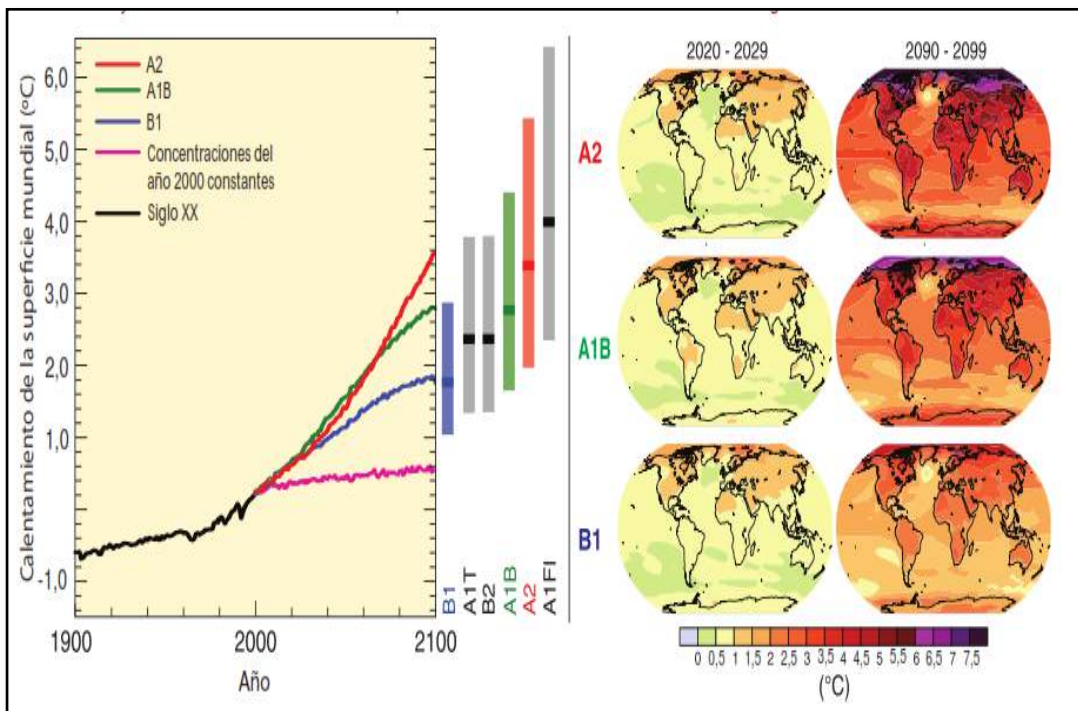 Calentamiento de la superficie mundial (°C)
6,0
5,0
4,0
3,0
2,0
1,0
-1,0
A2
A1B
B1
Concentraciones del
año 2000 constantes
Siglo XX
1900
2000
2100
Año
B1
A1T
B2
A1B
A2
A1FI
2020 - 2029
2090 - 2099
A2
A1B
B1
0 0,5 1 1,5 2 2,5 3 3,5 4 4,5 5 5,5 6 6,5 7 7,5
(°C)